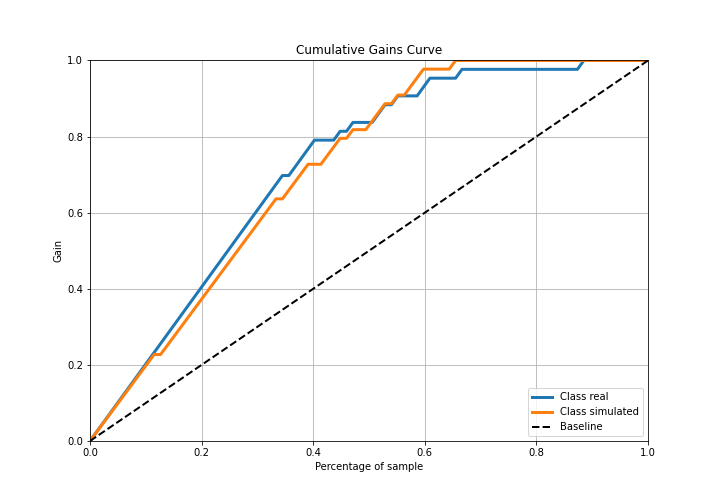 Cumulative Gains Curve
1.0
0.8
0.6
0.4
0.2
0.0
Gain
0.0 0.2 0.4 0.6 0.8 1.0
Percentage of sample
Class real
Class simulated
Baseline